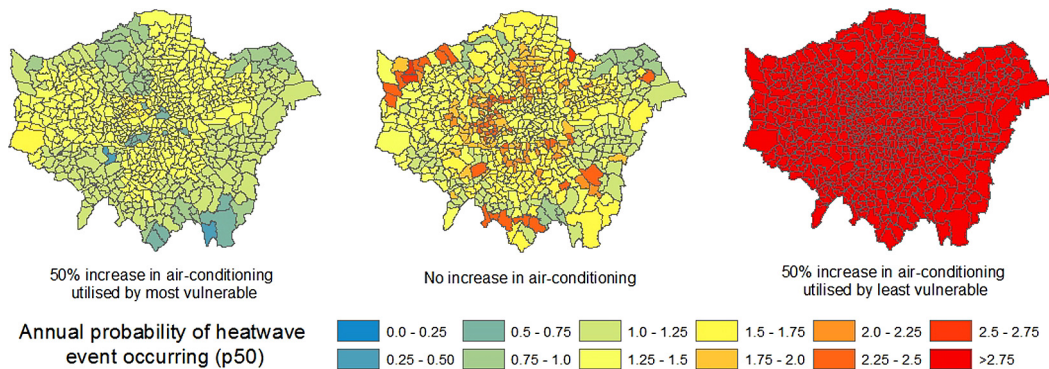 50% increase in air-conditioning
utilised by most vulnerable
No increase in air-conditioning
50% increase in air-conditioning
utilised by least vulnerable
Annual probability of heatwave
event occurring (p50)
0.0 - 0.25
0.5 - 0.75
1.0 - 1.25
1.5 - 1.75
2.0 - 2.25
2.5 - 2.75
0.25 - 0.50
0.75 - 1.0
1.25 - 1.5
1.75 - 2.0
2.25 - 2.5
>2.75